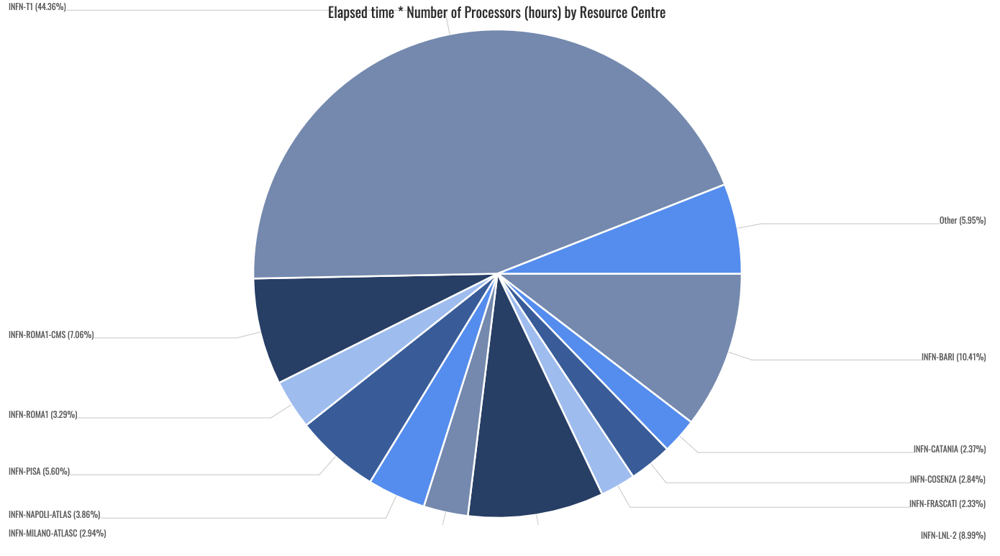 INFN-T1 (44.36%)
Elapsed time * Number of Processors (hours) by Resource Centre
Other (5.95%)
INFN-ROMA1-CMS (7.06%)
INFN-BARI (10.41%)
INFN-ROMA1 (3.29%)
INFN-CATANIA (2.37%)
INFN-PISA (5.60%)
INFN-COSENZA (2.84%)
INFN-FRASCATI (2.33%)
INFN-NAPOLI-ATLAS (3.86%)
INFN-MILANO-ATLASC (2.94%)
INFN-LNL-2 (8.99%)